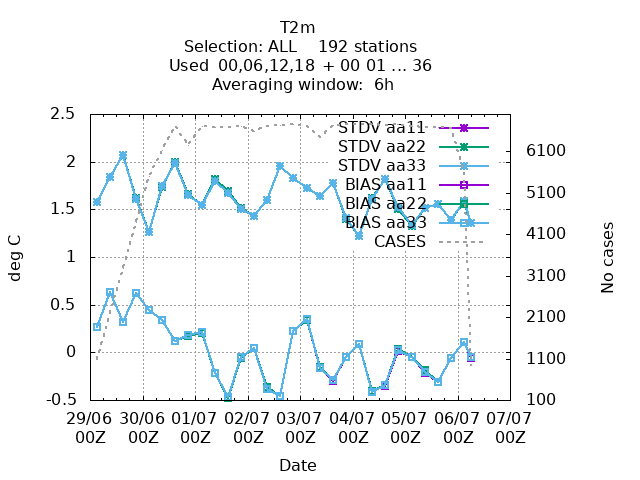 T2m
Selection: ALL    192 stations
Used  00,06,12,18 + 00 01 ... 36
Averaging window:  6h
deg C
2.5
2
1.5
1
0.5
0
-0.5
STDV aa11
STDV aa22
STDV aa33
BIAS aa11
BIAS aa22
BIAS aa33
CASES
6100
5100
4100
3100
2100
1100
100
No cases
29/06 30/06 01/07 02/07 03/07 04/07 05/07 06/07 07/07
00Z 00Z 00Z 00Z 00Z 00Z 00Z 00Z 00Z
Date